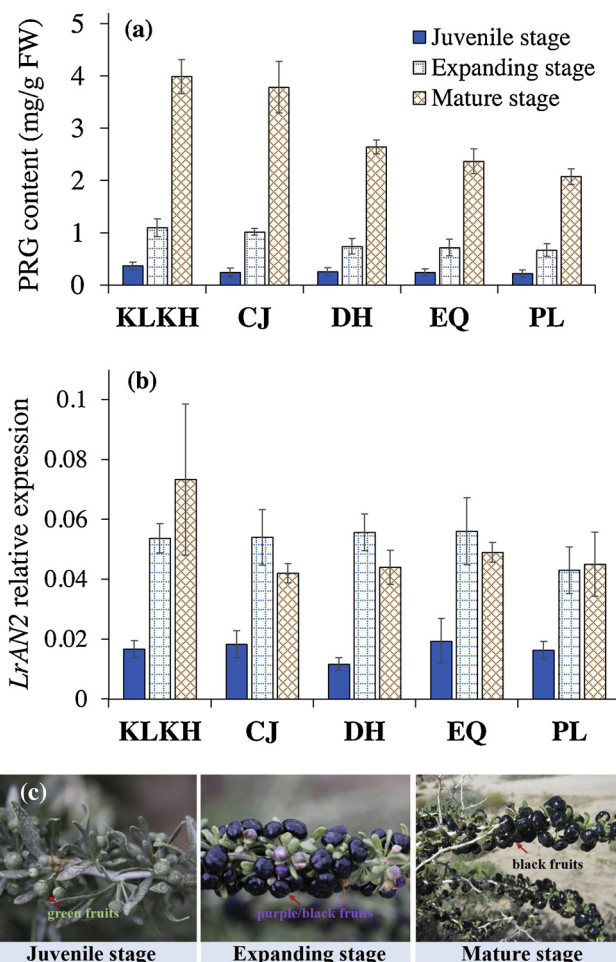 (a)
Juvenile stage
Expanding stage
Mature stage
PRG content (mg/g FW)
5
4
3
2
1
0
KLKH CJ DH EQ PL
(b)
LrAN2 relative expression
0.1
0.08
0.06
0.04
0.02
0
KLKH CJ DH EQ PL
(c)
green fruits
purple/black fruits
black fruits
Juvenile stage Expanding stage Mature stage